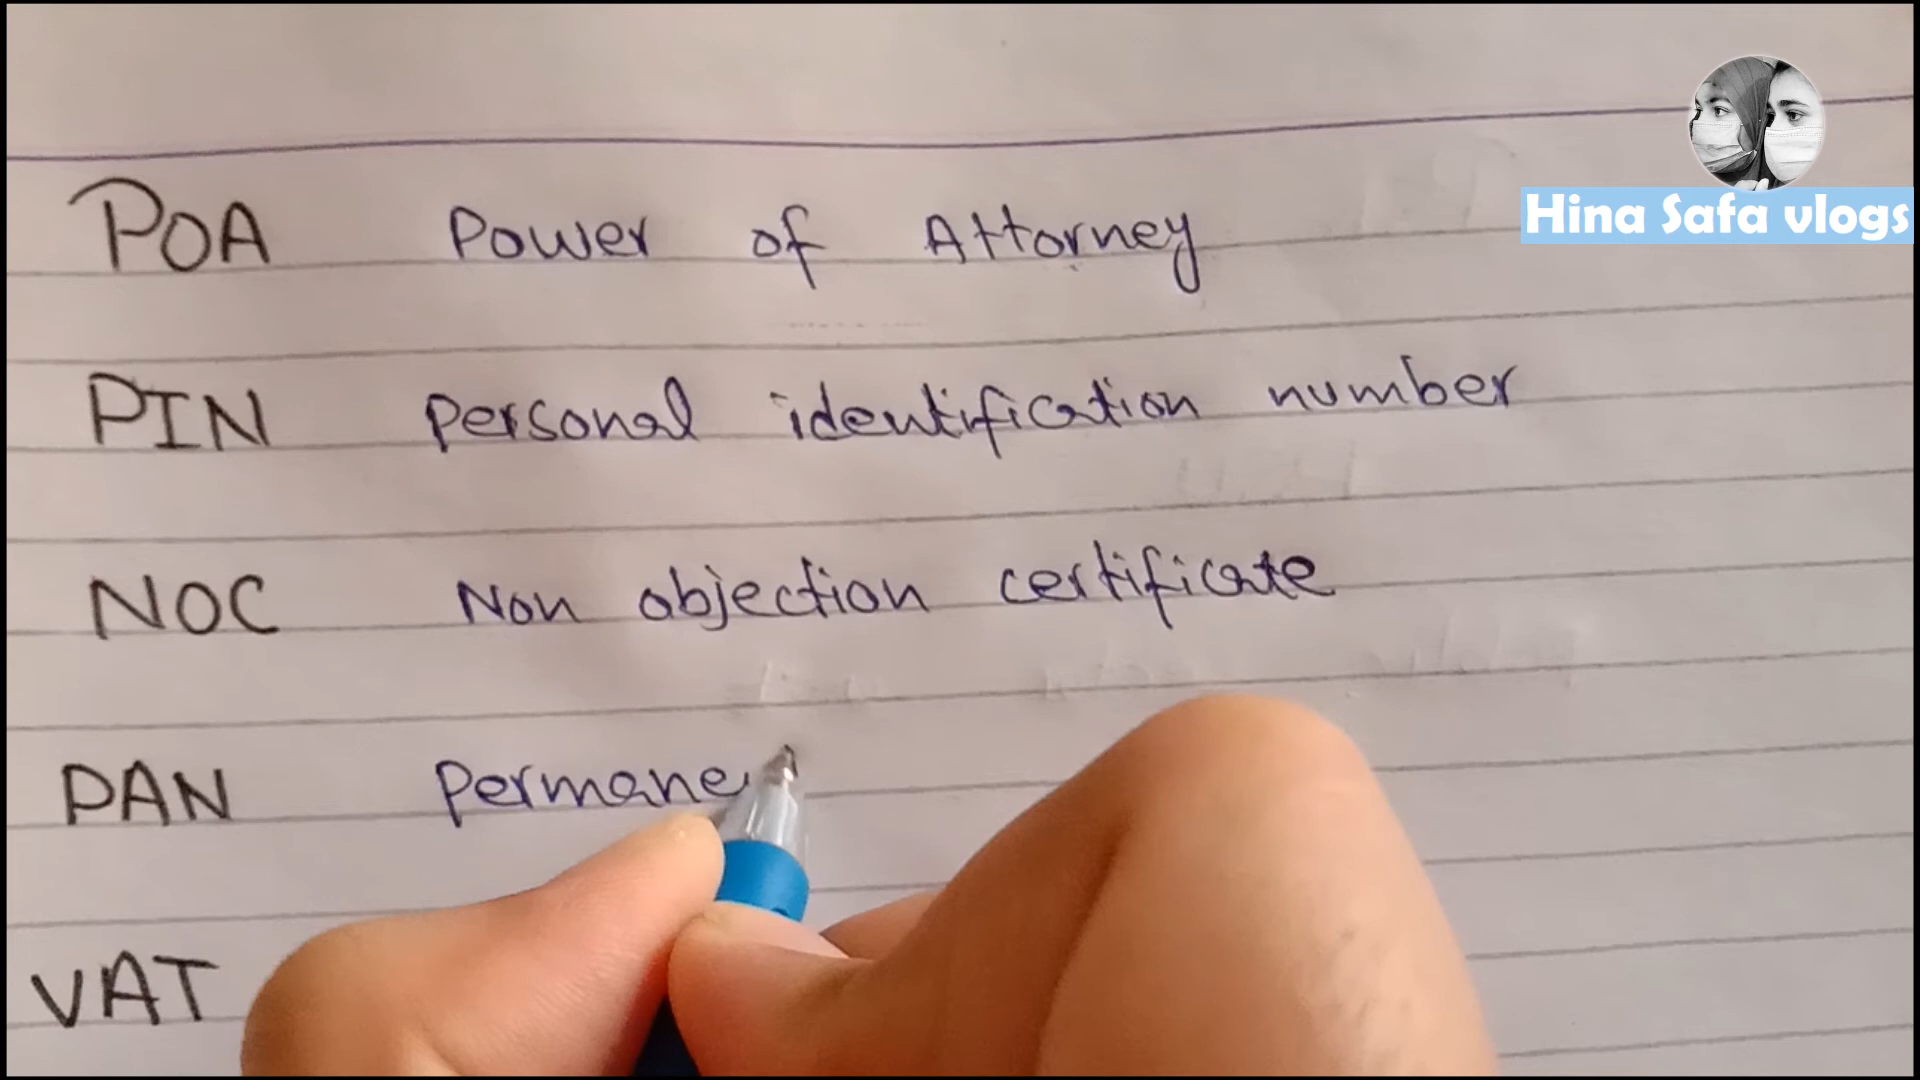 Hina Safa vlogs
POA Power of Attorney
PIN Personal identification number
NOC Non objection certificate
PAN Permane
VAT